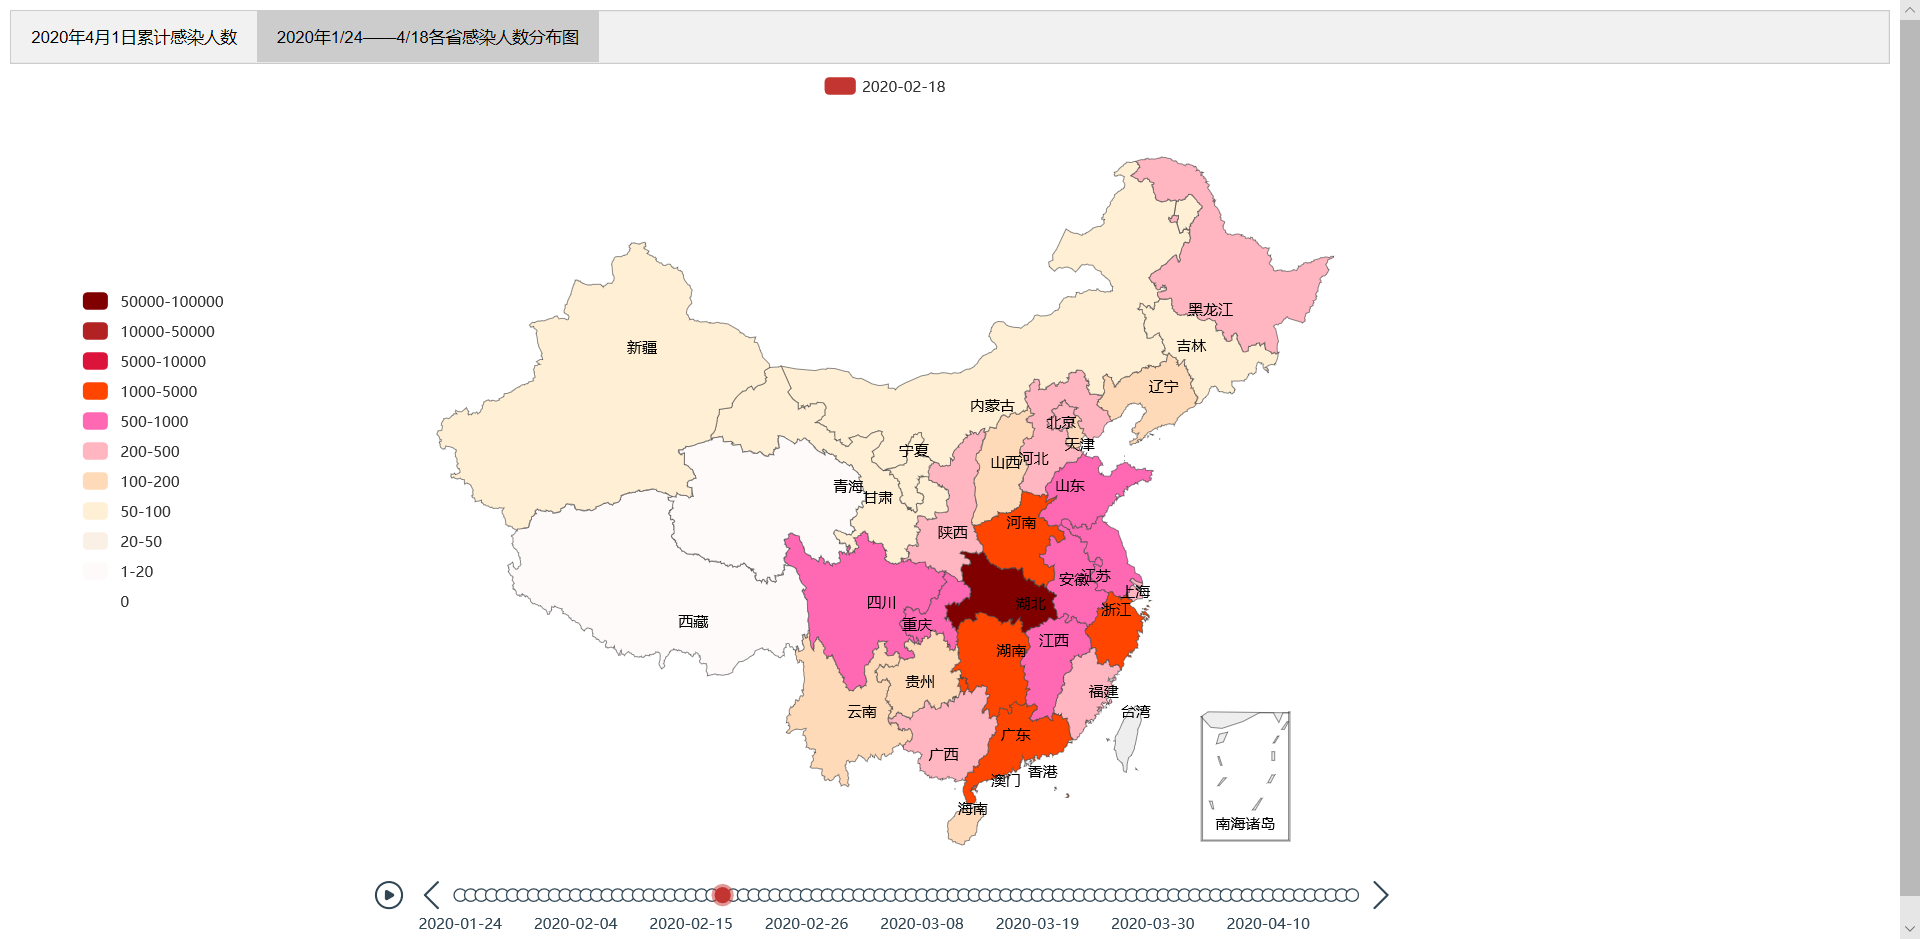 2020年4月1日累计感染人数
2020年1/24——4/18各省感染人数分布图
2020-02-18
黑龙江
吉林
新疆
辽宁
内蒙古
北京
天津
宁夏
山西
河北
青海
甘肃
山东
河南
陕西
安徽
江苏
上海
四川
湖北
浙江
重庆
西藏
江西
湖南
贵州
福建
云南
台湾
广东
广西
香港
澳门
海南
南海诸岛
50000-100000
10000-50000
5000-10000
1000-5000
500-1000
200-500
100-200
50-100
20-50
1-20
0
2020-01-24
2020-02-04
2020-02-15
2020-02-26
2020-03-08
2020-03-19
2020-03-30
2020-04-10